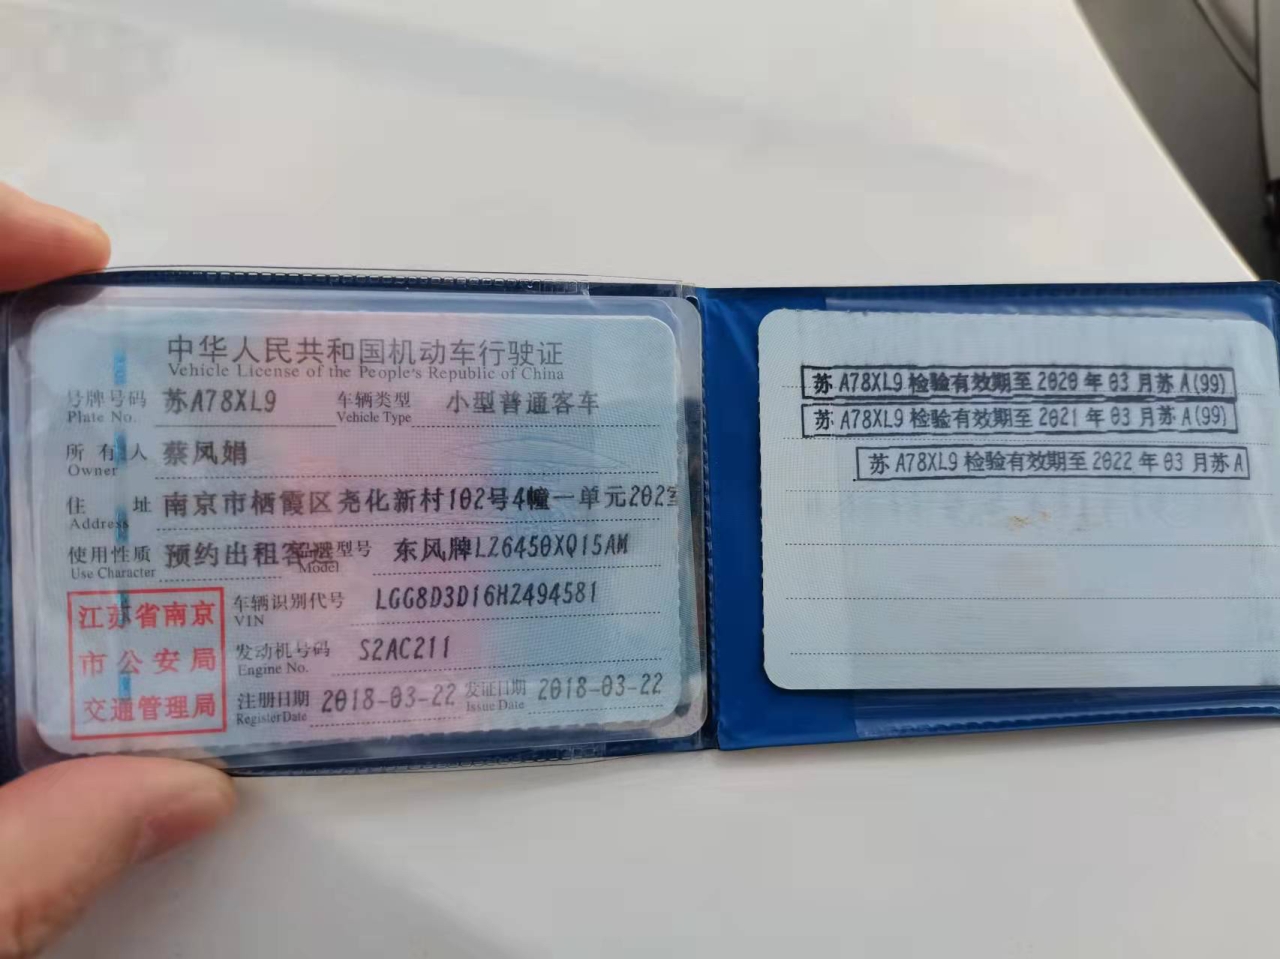 中华人民共和国机动车行驶证
Vehicle License of the People's Republic of China
号牌号码 苏A78XL9 车辆类型 小型普通客车
Plate No. Vehicle Type
所有人 蔡凤娟
Owner
住址 南京市栖霞区尧化新村102号4幢一单元202室
Address
使用性质 预约出租客运 型号 东风牌LZ6450XQ15AM
Use Character Model
车辆识别代号 LGG8D3D16H2494581
VIN
发动机号码 S2AC211
Engine No.
注册日期 2018-03-22 发证日期 2018-03-22
Register Date Issue Date
江苏省南京
市公安局
交通管理局
苏A78XL9检验有效期至2020年03月苏A(99)
苏A78XL9检验有效期至2021年03月苏A(99)
苏A78XL9检验有效期至2022年03月苏A